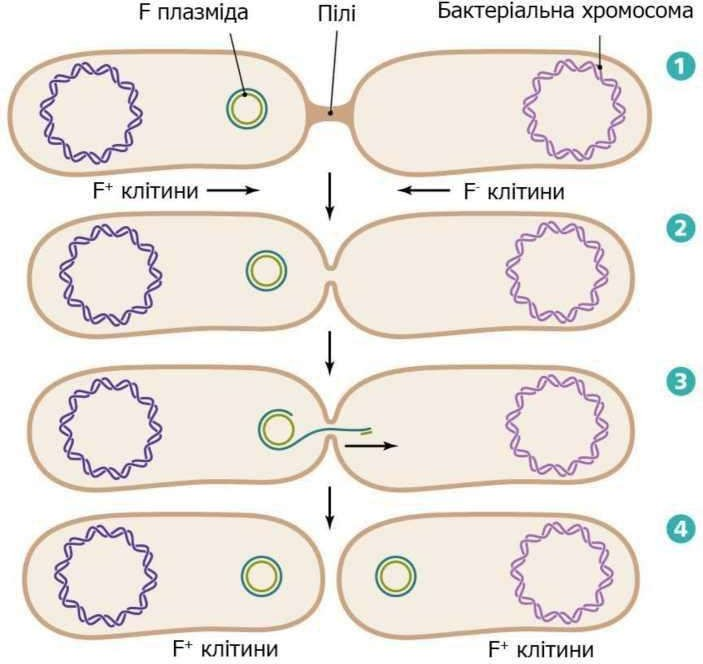 F плазміда
Пілі
Бактеріальна хромосома
1
F⁺ клітини
F⁻ клітини
2
3
4
F⁺ клітини
F⁺ клітини